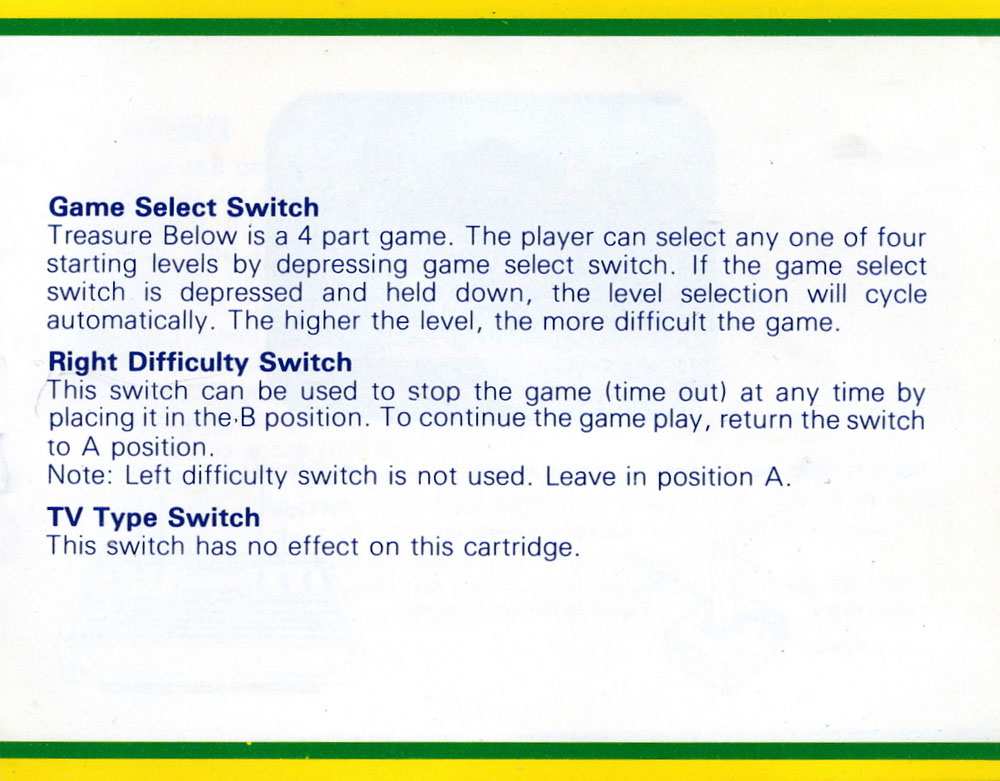 Game Select Switch
Treasure Below is a 4 part game. The player can select any one of four
starting levels by depressing game select switch. If the game select
switch is depressed and held down, the level selection will cycle
automatically. The higher the level, the more difficult the game.
Right Difficulty Switch
This switch can be used to stop the game (time out) at any time by
placing it in the B position. To continue the game play, return the switch
to A position.
Note: Left difficulty switch is not used. Leave in position A.
TV Type Switch
This switch has no effect on this cartridge.